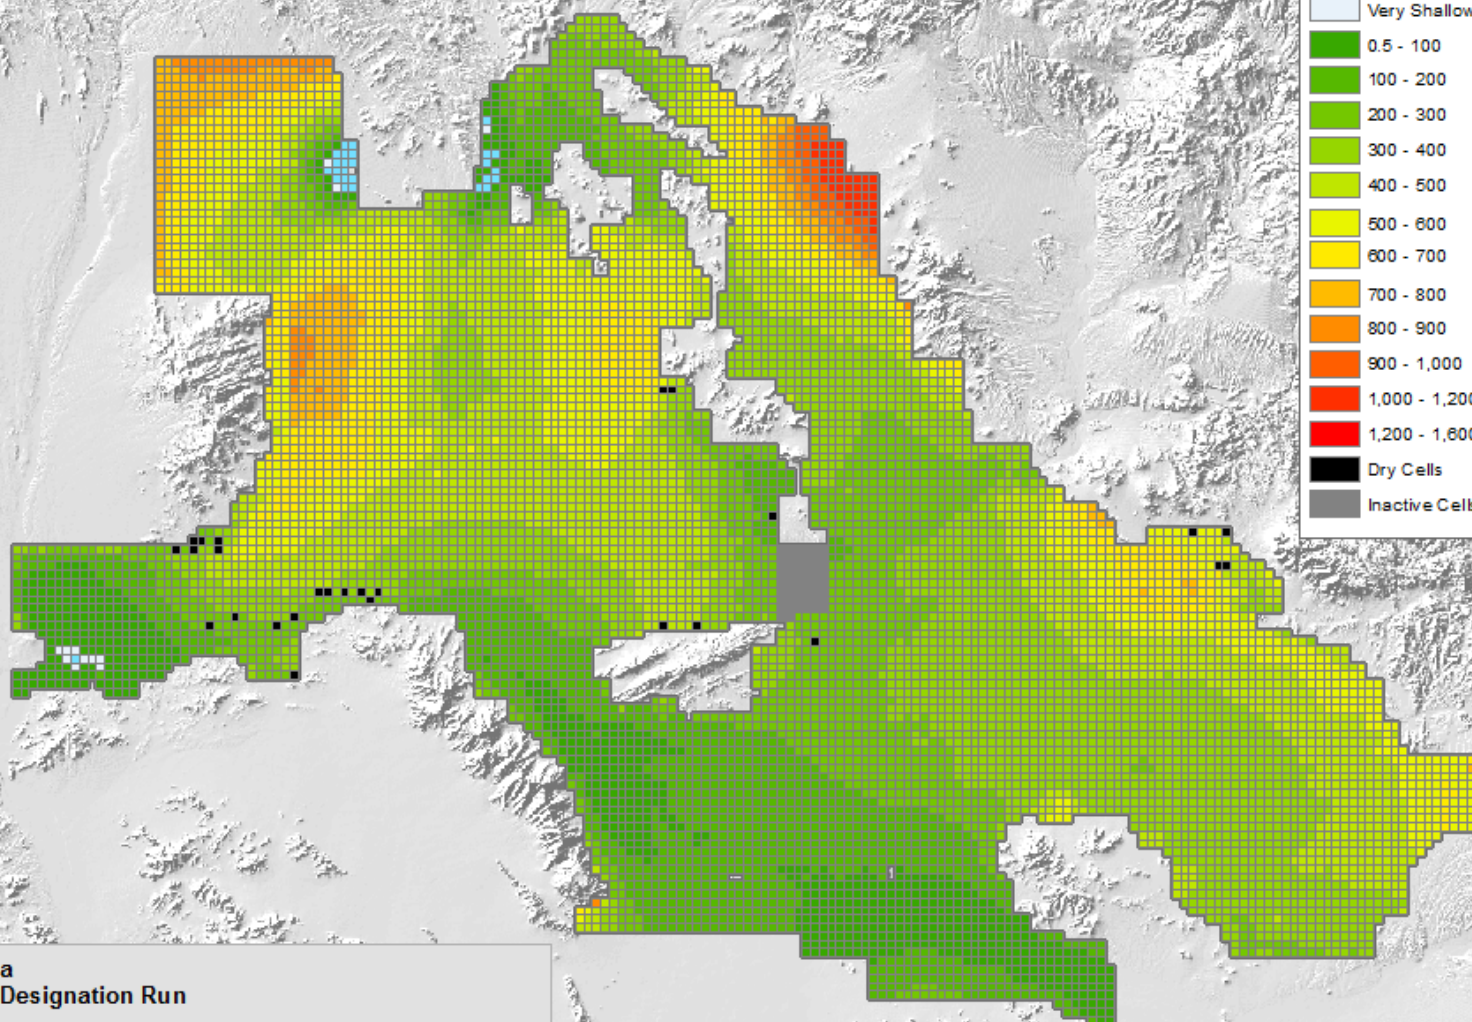 Very Shallow
0.5 - 100
100 - 200
200 - 300
300 - 400
400 - 500
500 - 600
600 - 700
700 - 800
800 - 900
900 - 1,000
1,000 - 1,200
1,200 - 1,600
Dry Cells
Inactive Cells
a
Designation Run